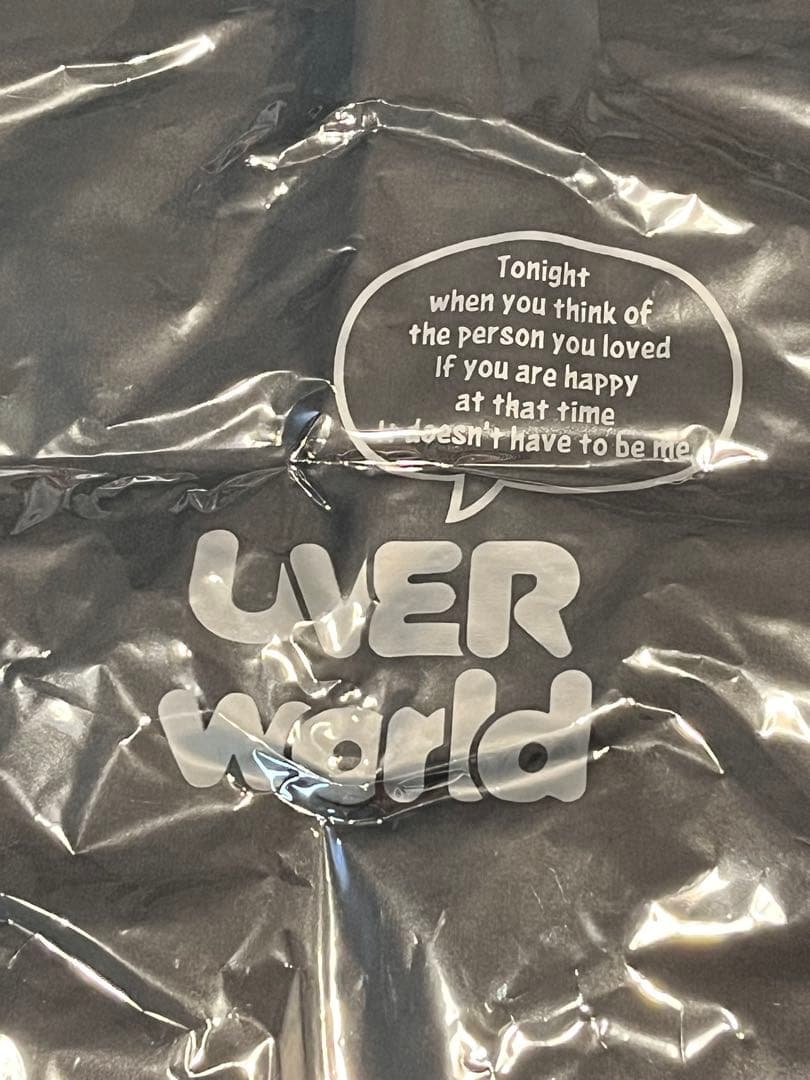 Tonight
when you think of
the person you loved
If you are happy
at that time
It doesn't have to be me
UVER
world